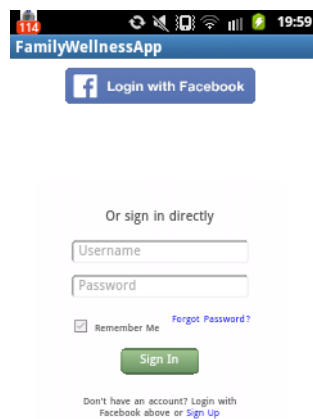 114
19:59
FamilyWellnessApp
f Login with Facebook
Or sign in directly
Username
Password
Remember Me
Forgot Password?
Sign In
Don't have an account? Login with
Facebook above or Sign Up